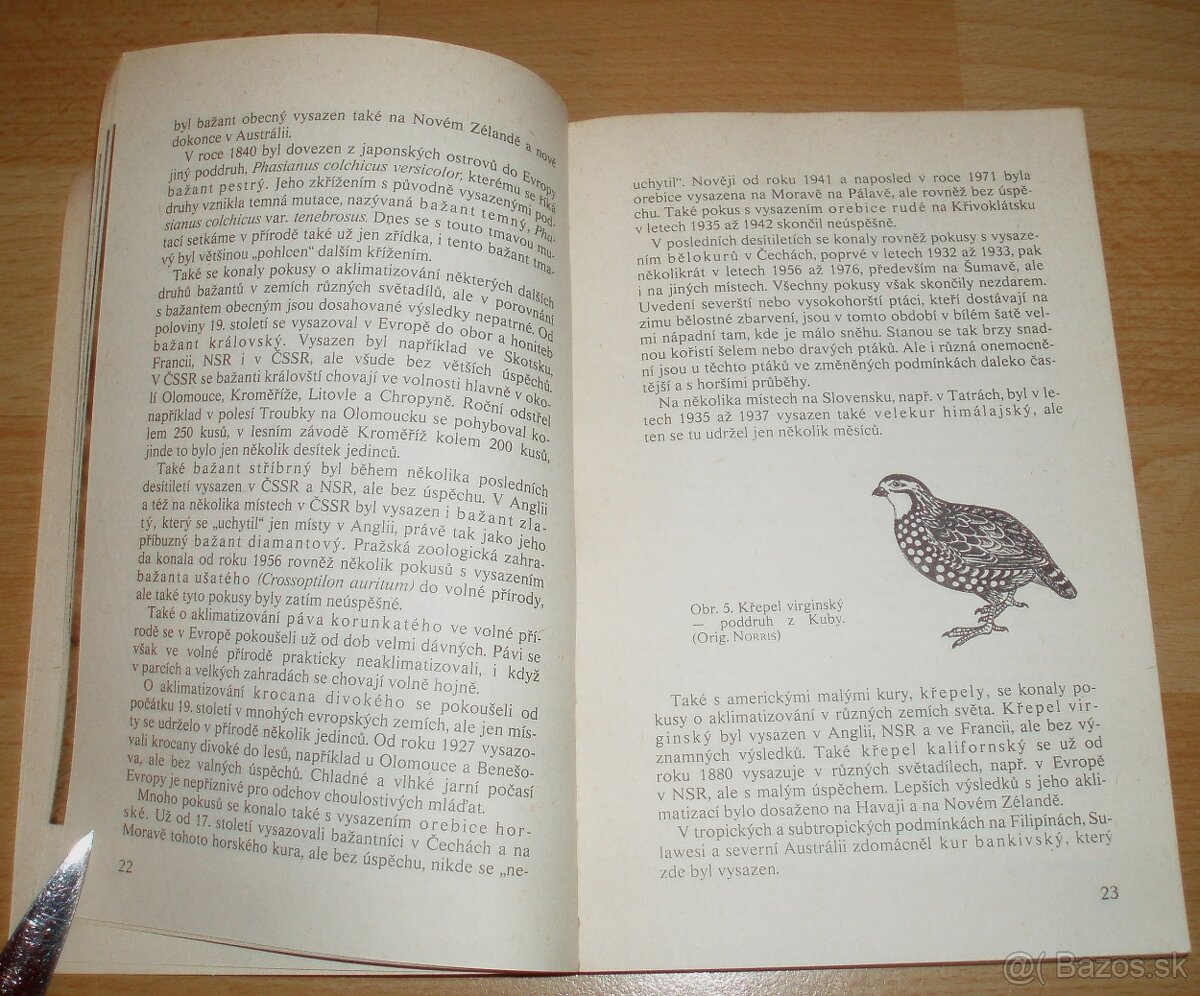 byl bažant obecný vysazen také na Novém Zélandě a nově
dokonce v Austrálii.
V roce 1840 byl dovezen z japonských ostrovů do Evropy
jiný poddruh, Phasianus colchicus versicolor, kterému se říká
bažant pestrý. Jeho zkřížením s původně vysazenými pod-
druhy vznikla temná mutace, nazývaná bažant temný, Pha-
sianus colchicus var. tenebrosus. Dnes se s touto tmavou mu-
tací setkáme v přírodě také už jen zřídka, i tento bažant tma-
vý byl většinou „pohlcen“ dalším křížením.
Také se konaly pokusy o aklimatizování některých dalších
druhů bažantů v zemích různých světadílů, ale v porovnání
s bažantem obecným jsou dosahované výsledky nepatrné. Od
poloviny 19. století se vysazoval v Evropě do obor a honiteb
bažant královský. Vysazen byl například ve Skotsku,
Francii, NSR i v ČSSR, ale všude bez větších úspěchů.
V ČSSR se bažanti královští chovají ve volnosti hlavně v oko-
lí Olomouce, Kroměříže, Litovle a Chropyně. Roční odstřel
například v polesí Troubky na Olomoucku se pohyboval ko-
lem 250 kusů, v lesním závodě Kroměříž kolem 200 kusů,
jinde to bylo jen několik desítek jedinců.
Také bažant stříbrný byl během několika posledních
desítiletí vysazen v ČSSR a NSR, ale bez úspěchu. V Anglii
a též na několika místech v ČSSR byl vysazen i bažant zla-
tý, který se „uchytil“ jen místy v Anglii, právě tak jako jeho
příbuzný bažant diamantový. Pražská zoologická zahra-
da konala od roku 1956 rovněž několik pokusů s vysazením
bažanta ušatého (Crossoptilon auritum) do volné přírody,
ale také tyto pokusy byly zatím neúspěšné.
Také o aklimatizování páva korunkatého ve volné pří-
rodě se v Evropě pokoušeli už od dob velmi dávných. Pávi se
však ve volné přírodě prakticky neaklimatizovali, i když
v parcích a velkých zahradách se chovají volně hojně.
O aklimatizování krocana divokého se pokoušeli od
počátku 19. století v mnohých evropských zemích, ale jen mís-
ty se udrželo v přírodě několik jedinců. Od roku 1927 vysazo-
vali krocany divoké do lesů, například u Olomouce a Benešo-
va, ale bez valných úspěchů. Chladné a vlhké jarní počasí
Evropy je nepříznivé pro odchov choulostivých mláďat.
Mnoho pokusů se konalo také s vysazením orebice hor-
ské. Už od 17. století vysazovali bažantníci v Čechách a na
Moravě tohoto horského kura, ale bez úspěchu, nikde se „ne-
22
uchytil“. Nověji od roku 1941 a naposled v roce 1971 byla
orebice vysazena na Moravě na Pálavě, ale rovněž bez úspě-
chu. Také pokus s vysazením orebice rudé na Křivoklátsku
v letech 1935 až 1942 skončil neúspěšně.
V posledních desítiletích se konaly rovněž pokusy s vysaze-
ním bělokurů v Čechách, poprvé v letech 1932 až 1933, pak
několikrát v letech 1956 až 1976, především na Šumavě, ale
i na jiných místech. Všechny pokusy však skončily nezdarem.
Uvedení severští nebo vysokohorští ptáci, kteří dostávají na
zimu bělostné zbarvení, jsou v tomto období v bílém šatě vel-
mi nápadní tam, kde je málo sněhu. Stanou se tak brzy snad-
nou kořistí šelem nebo dravých ptáků. Ale i různá onemocně-
ní jsou u těchto ptáků ve změněných podmínkách daleko čas-
tější a s horšími průběhy.
Na několika místech na Slovensku, např. v Tatrách, byl v le-
tech 1935 až 1937 vysazen také velekur himálajský, ale
ten se tu udržel jen několik měsíců.
Obr. 5. Křepel virginský
— poddruh z Kuby.
(Orig. NORRIS)
Také s americkými malými kury, křepely, se konaly po-
kusy o aklimatizování v různých zemích světa. Křepel vir-
ginský byl vysazen v Anglii, NSR a ve Francii, ale bez vý-
znamných výsledků. Také křepel kalifornský se už od
roku 1880 vysazuje v různých světadílech, např. v Evropě
v NSR, ale s malým úspěchem. Lepších výsledků s jeho akli-
matizací bylo dosaženo na Havaji a na Novém Zélandě.
V tropických a subtropických podmínkách na Filipínách, Su-
lawesi a severní Austrálii zdomácněl kur bankivský, který
zde byl vysazen.
23
@( Bazos.sk